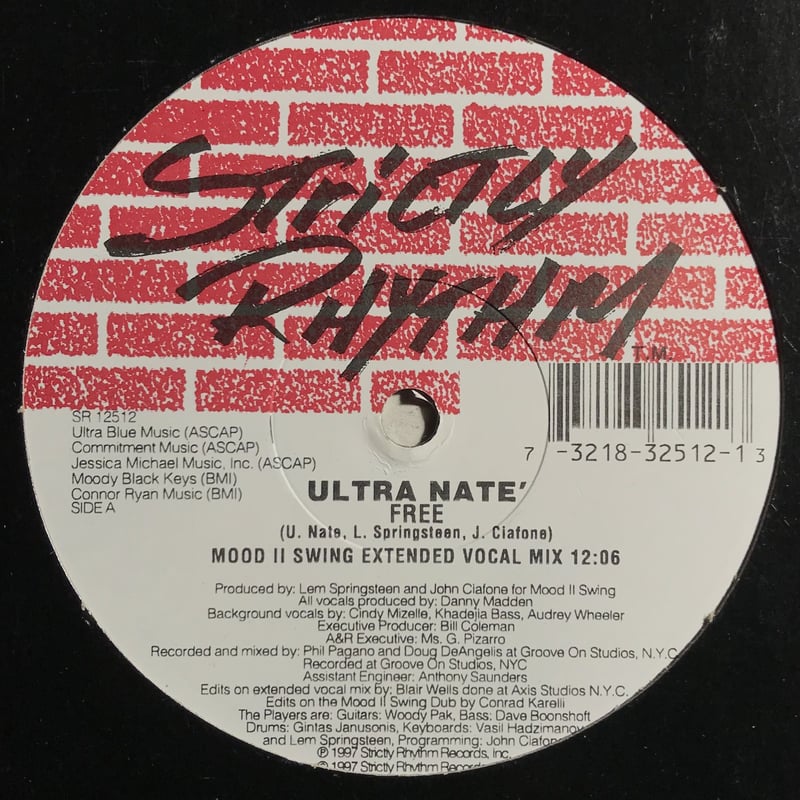 STRICTLY
RHYTHM
T.M.
SR 12512
Ultra Blue Music (ASCAP)
Commitment Music (ASCAP)
Jessica Michael Music, Inc. (ASCAP)
Moody Black Keys (BMI)
Connor Ryan Music (BMI)
SIDE A
7 -3218-32512-1 3
ULTRA NATE'
FREE
(U. Nate, L. Springsteen, J. Ciafone)
MOOD II SWING EXTENDED VOCAL MIX 12:06
Produced by: Lem Springsteen and John Ciafone for Mood II Swing
All vocals produced by: Danny Madden
Background vocals by: Cindy Mizelle, Khadejia Bass, Audrey Wheeler
Executive Producer: Bill Coleman
A&R Executive: Ms. G. Pizarro
Recorded and mixed by: Phil Pagano and Doug DeAngelis at Groove On Studios, N.Y.C.
Recorded at Groove On Studios, NYC
Assistant Engineer: Anthony Saunders
Edits on extended vocal mix by: Blair Wells done at Axis Studios N.Y.C.
Edits on the Mood II Swing Dub by Conrad Karelli
The Players are: Guitars: Woody Pak, Bass: Dave Boonshoft
Drums: Gintas Janusonis, Keyboards: Vasil Hadzimanov
and Lem Springsteen, Programming: John Ciafon
℗ 1997 Strictly Rhythm Records, Inc.
© 1997 Strictly Rhythm Records